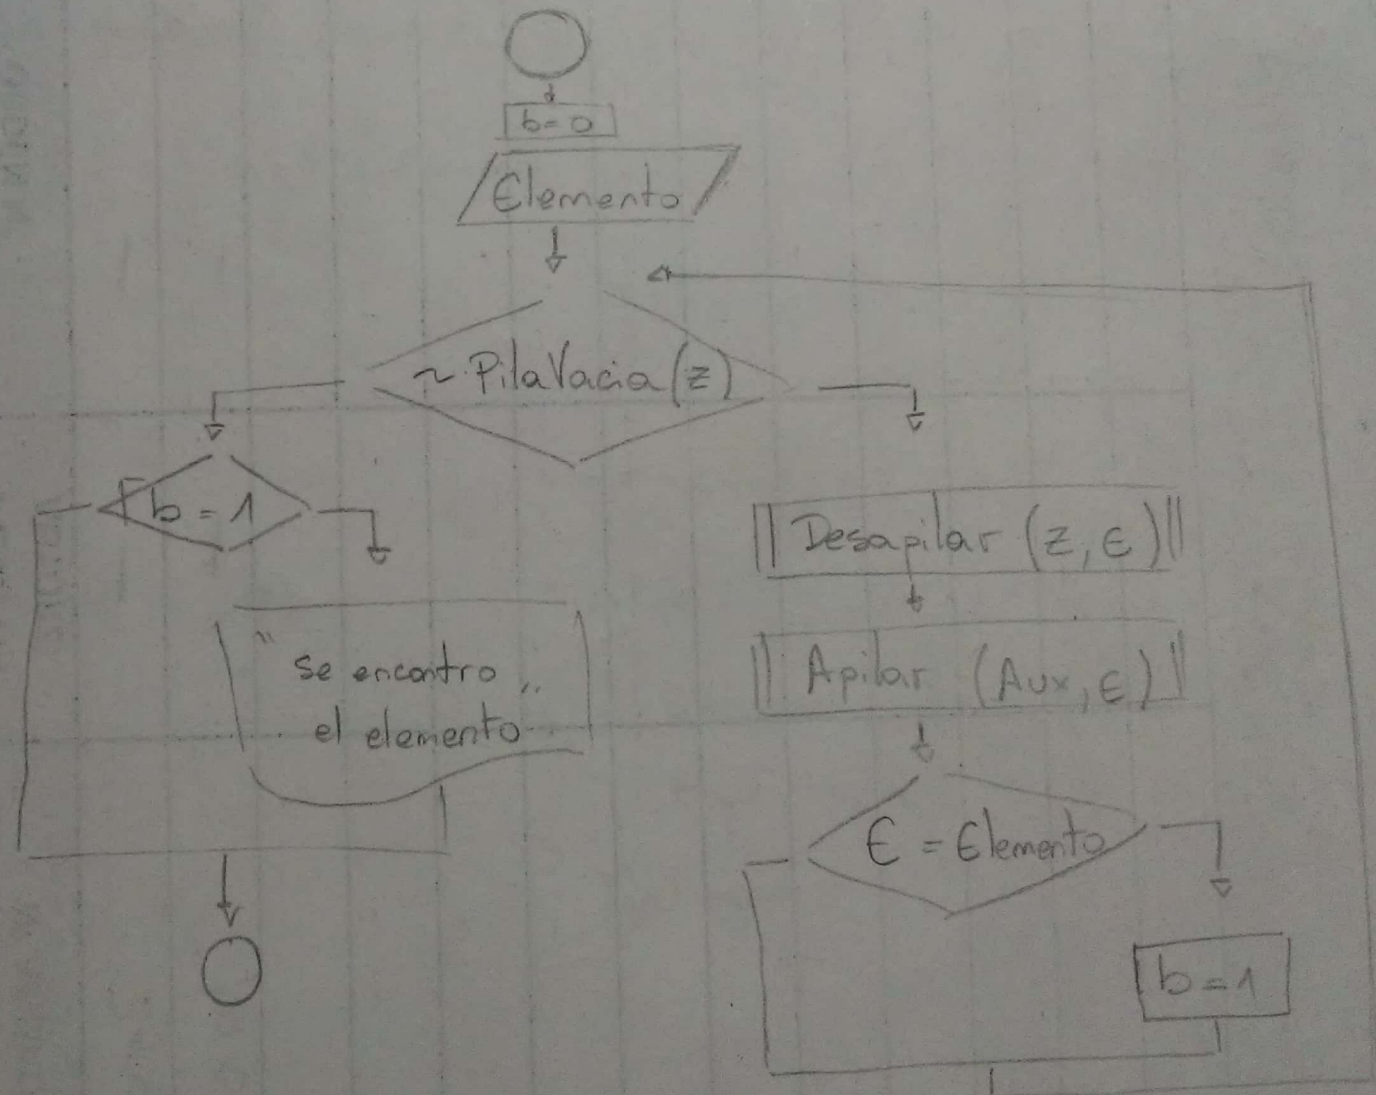 b=0
Elemento
~PilaVacia(z)
F b = 1
Desapilar (z, E)
"se encontro
el elemento"
Apilar (Aux, E)
E = Elemento
b = 1